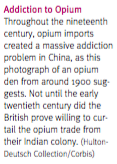 Addiction to Opium
Throughout the nineteenth
century, opium imports
created a massive addiction
problem in China, as this
photograph of an opium
den from around 1900 sug-
gests. Not until the early
twentieth century did the
British prove willing to cur-
tail the opium trade from
their Indian colony. (Hulton-
Deutsch Collection/Corbis)